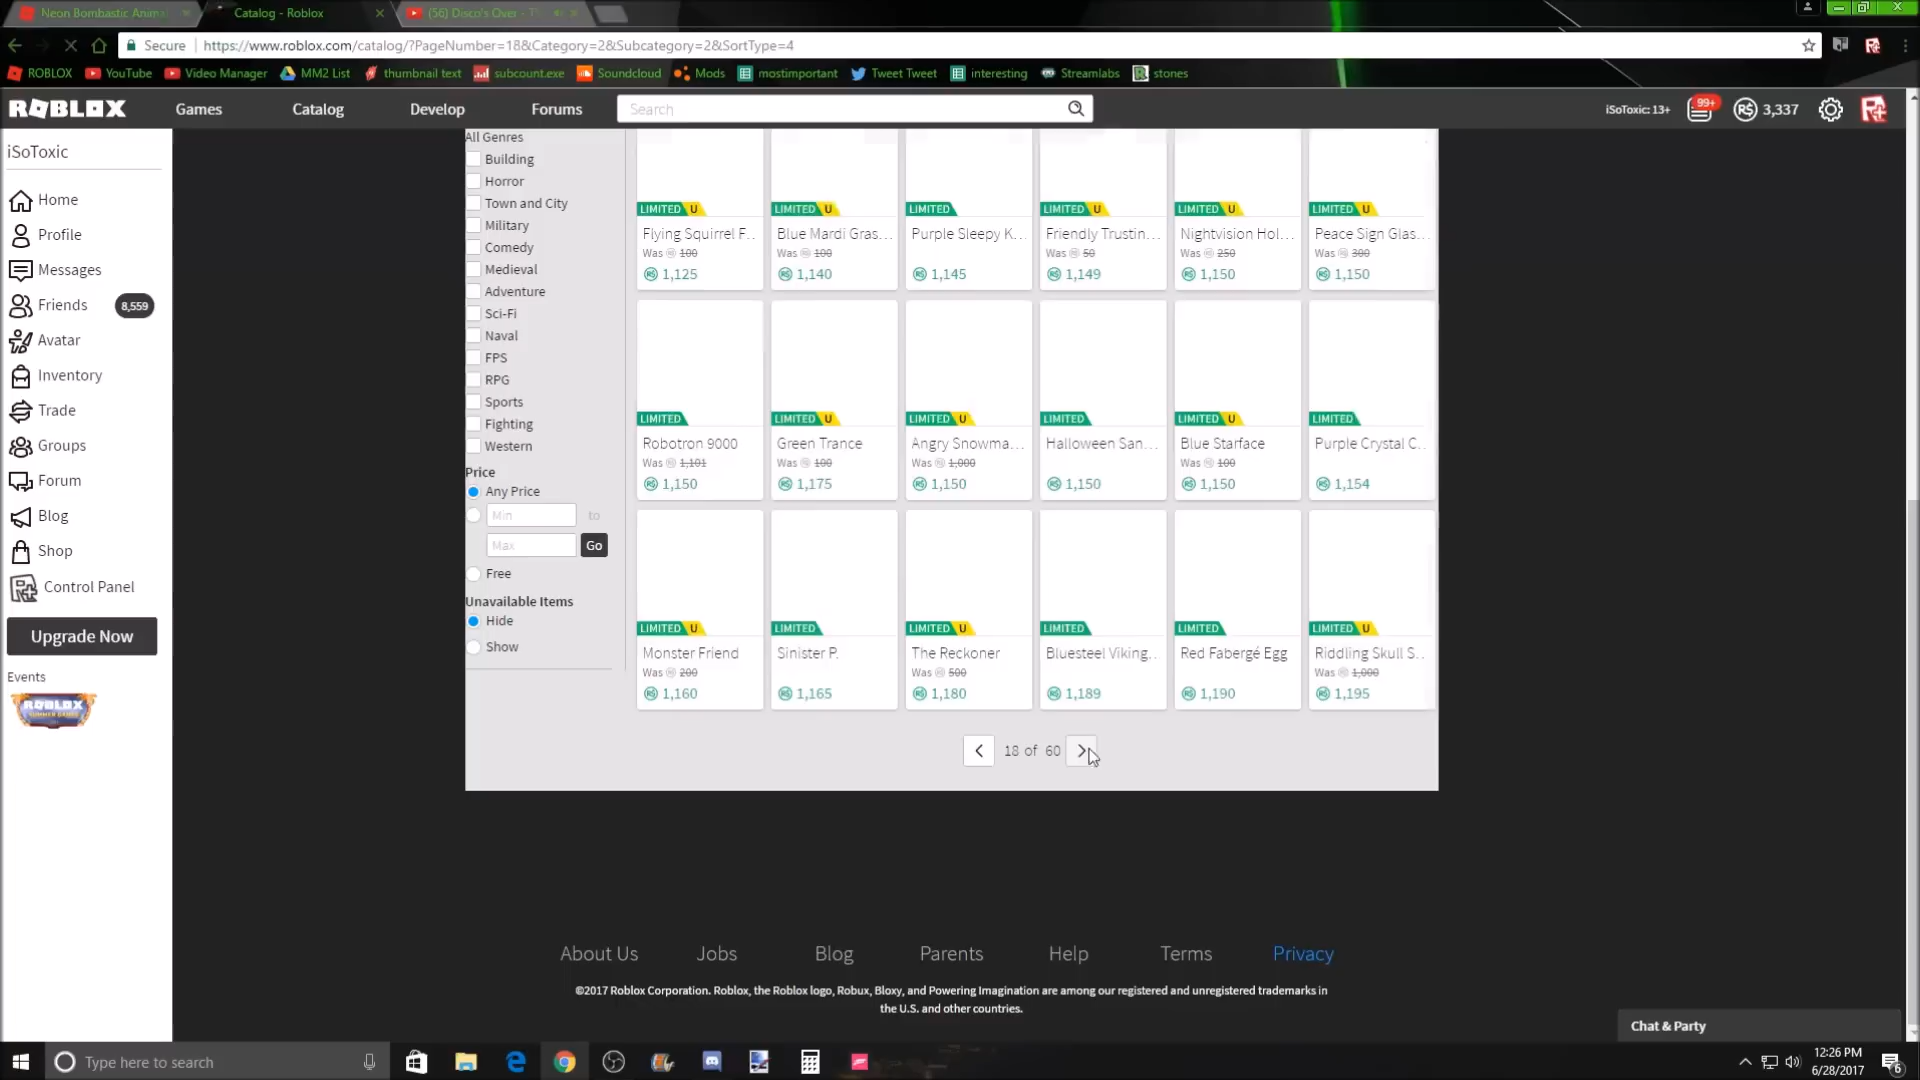 Neon Bombastic Anima
Catalog - Roblox
(56) Disco's Over - T
Secure https://www.roblox.com/catalog/?PageNumber=18&Category=2&Subcategory=2&SortType=4
ROBLOX YouTube Video Manager MM2 List thumbnail text subcount.exe Soundcloud Mods mostimportant Tweet Tweet interesting Streamlabs stones
ROBLOX Games Catalog Develop Forums Search iSoToxic: 13+ 99+ R$ 3,337
iSoToxic
Home
Profile
Messages
Friends 8,559
Avatar
Inventory
Trade
Groups
Forum
Blog
Shop
Control Panel
Upgrade Now
Events
ROBLOX
SUMMER GAMES
All Genres
Building
Horror
Town and City
Military
Comedy
Medieval
Adventure
Sci-Fi
Naval
FPS
RPG
Sports
Fighting
Western
Price
Any Price
Min to
Max Go
Free
Unavailable Items
Hide
Show
LIMITED U LIMITED U LIMITED LIMITED U LIMITED U LIMITED U
Flying Squirrel F... Blue Mardi Gras... Purple Sleepy K... Friendly Trustin... Nightvision Hol... Peace Sign Glas...
Was R$ 100 Was R$ 100 Was R$ 50 Was R$ 250 Was R$ 300
R$ 1,125 R$ 1,140 R$ 1,145 R$ 1,149 R$ 1,150 R$ 1,150
LIMITED LIMITED U LIMITED U LIMITED LIMITED U LIMITED
Robotron 9000 Green Trance Angry Snowma... Halloween San... Blue Starface Purple Crystal C...
Was R$ 1,101 Was R$ 100 Was R$ 1,000 Was R$ 100
R$ 1,150 R$ 1,175 R$ 1,150 R$ 1,150 R$ 1,150 R$ 1,154
LIMITED U LIMITED LIMITED U LIMITED LIMITED LIMITED U
Monster Friend Sinister P. The Reckoner Bluesteel Viking... Red Fabergé Egg Riddling Skull S...
Was R$ 200 Was R$ 500 Was R$ 1,000
R$ 1,160 R$ 1,165 R$ 1,180 R$ 1,189 R$ 1,190 R$ 1,195
18 of 60
About Us Jobs Blog Parents Help Terms Privacy
©2017 Roblox Corporation. Roblox, the Roblox logo, Robux, Bloxy, and Powering Imagination are among our registered and unregistered trademarks in
the U.S. and other countries.
Chat & Party
Type here to search
12:26 PM
6/28/2017
6